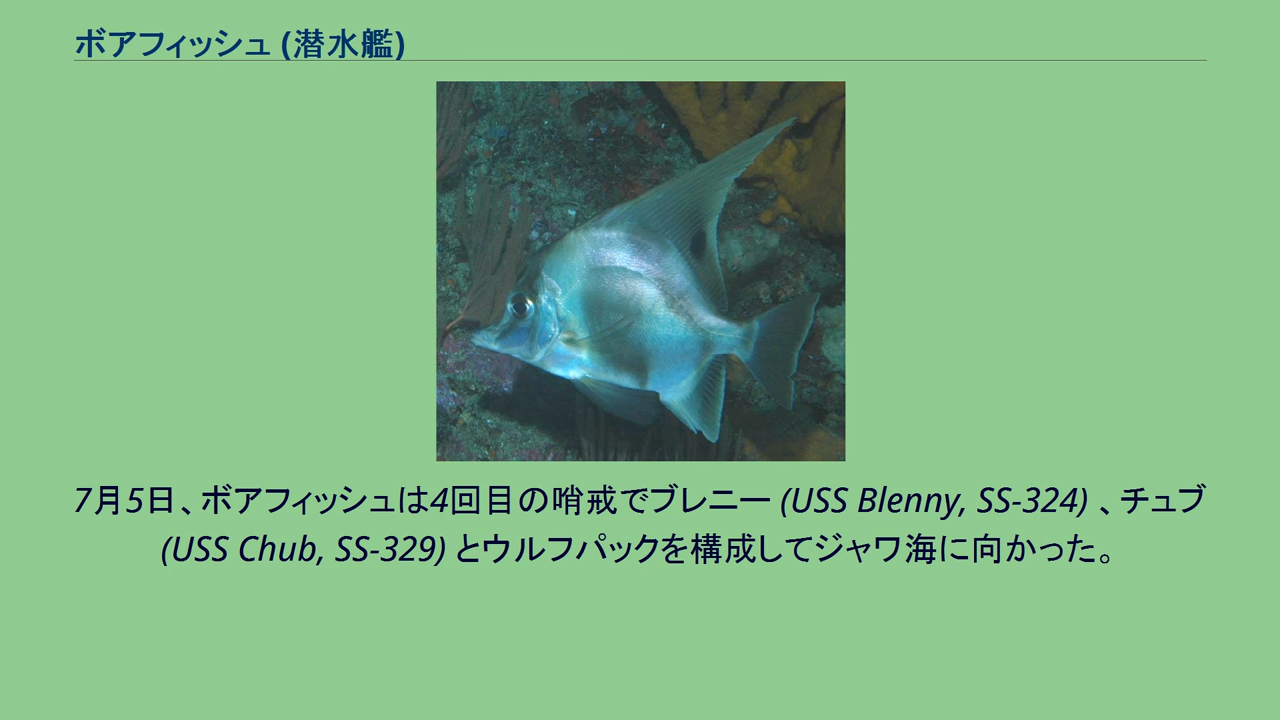 ボアフィッシュ (潜水艦)
7月5日、ボアフィッシュは4回目の哨戒でブレニー (USS Blenny, SS-324) 、チュブ
(USS Chub, SS-329) とウルフパックを構成してジャワ海に向かった。